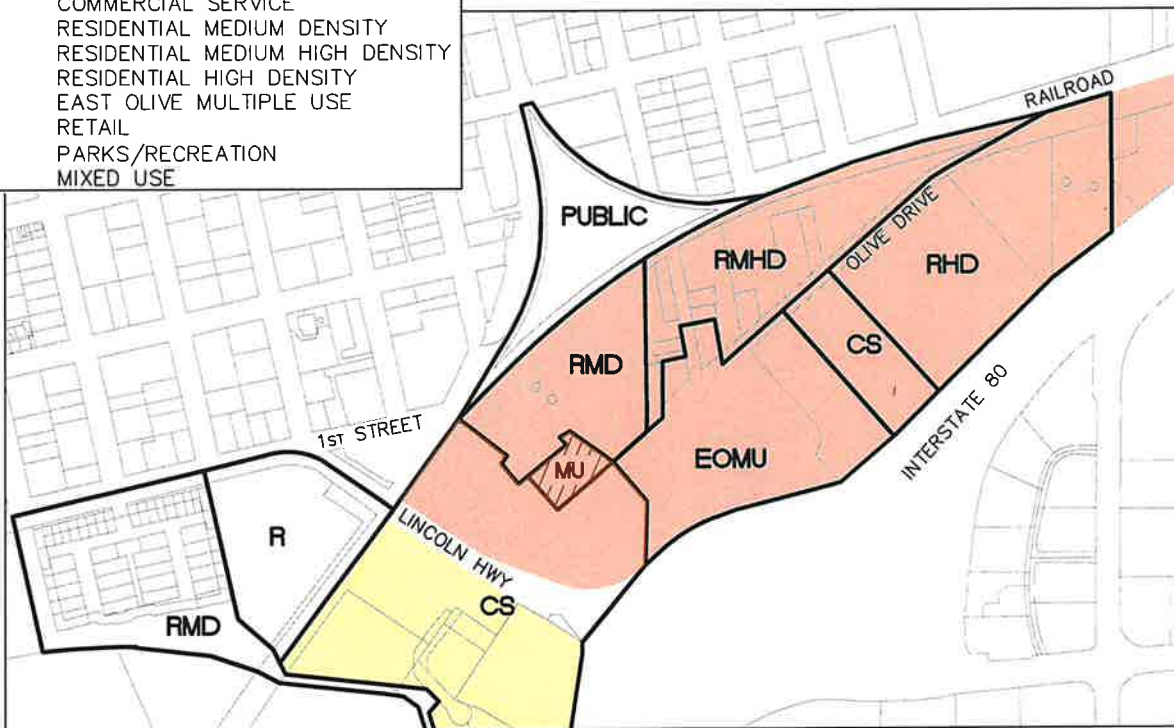 COMMERCIAL SERVICE
RESIDENTIAL MEDIUM DENSITY
RESIDENTIAL MEDIUM HIGH DENSITY
RESIDENTIAL HIGH DENSITY
EAST OLIVE MULTIPLE USE
RETAIL
PARKS/RECREATION
MIXED USE
RAILROAD
PUBLIC
OLIVE DRIVE
RMHD
RHD
CS
RMD
INTERSTATE 80
1ST STREET
MU
EOMU
R
LINCOLN HWY
CS
RMD